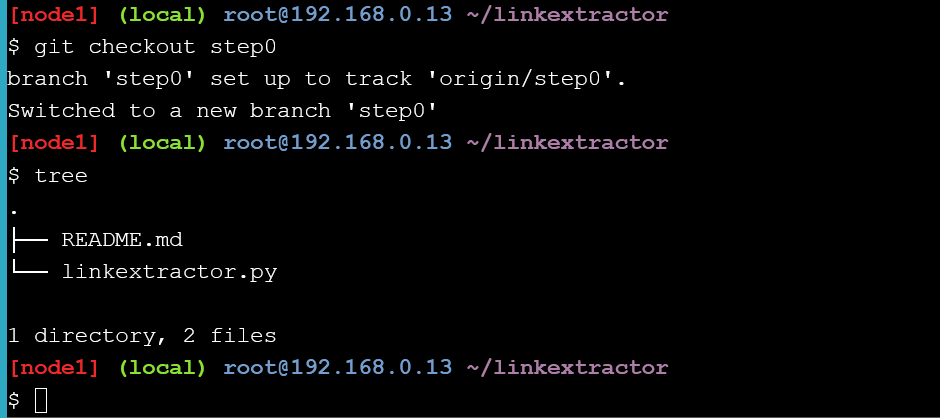 [node1] (local) root@192.168.0.13 ~/linkextractor
$ git checkout step0
branch 'step0' set up to track 'origin/step0'.
Switched to a new branch 'step0'
[node1] (local) root@192.168.0.13 ~/linkextractor
$ tree
.
├── README.md
└── linkextractor.py

1 directory, 2 files
[node1] (local) root@192.168.0.13 ~/linkextractor
$